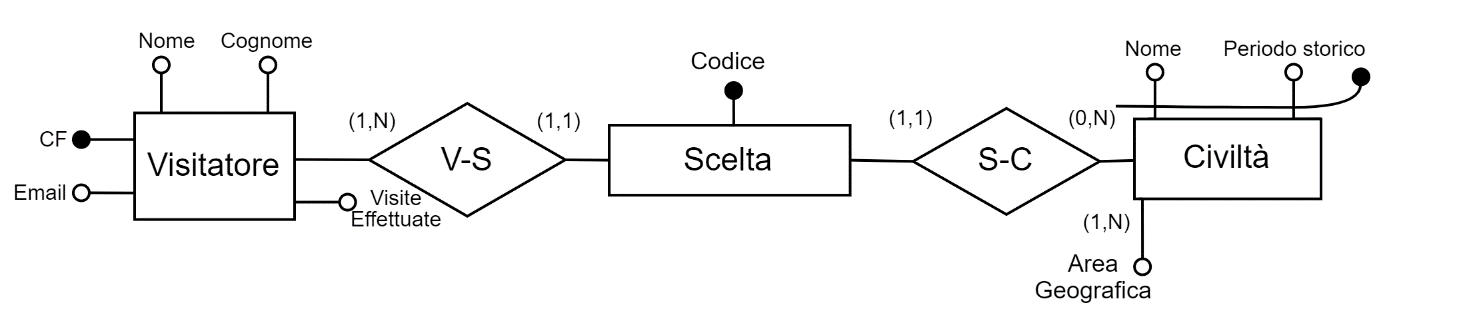 Nome Cognome
CF
Email
Visitatore
Visite
Effettuate
(1,N)
V-S
(1,1)
Codice
Scelta
(1,1)
S-C
(0,N)
Nome Periodo storico
Civiltà
(1,N)
Area
Geografica